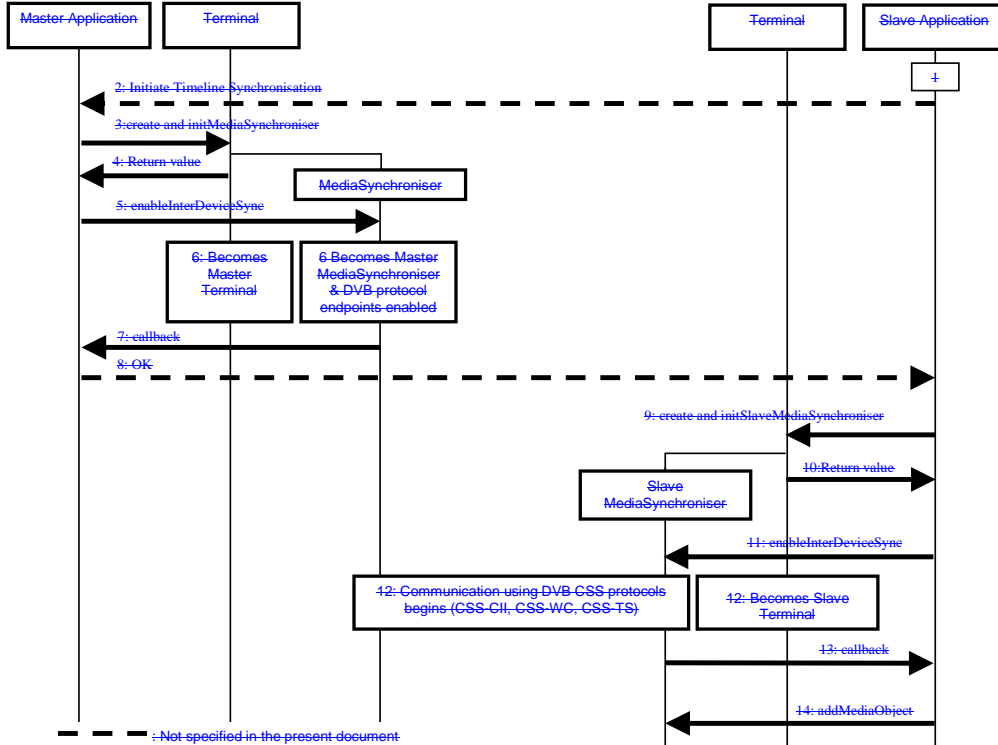 Master Application
Terminal
Terminal
Slave Application
1
2: Initiate Timeline Synchronisation
3:create and initMediaSynchroniser
4: Return value
MediaSynchroniser
5: enableInterDeviceSync
6: Becomes
Master
Terminal
6 Becomes Master
MediaSynchroniser
& DVB protocol
endpoints enabled
7: callback
8: OK
9: create and initSlaveMediaSynchroniser
10:Return value
Slave
MediaSynchroniser
11: enableInterDeviceSync
12: Communication using DVB CSS protocols
begins (CSS-CII, CSS-WC, CSS-TS)
12: Becomes Slave
Terminal
13: callback
14: addMediaObject
: Not specified in the present document